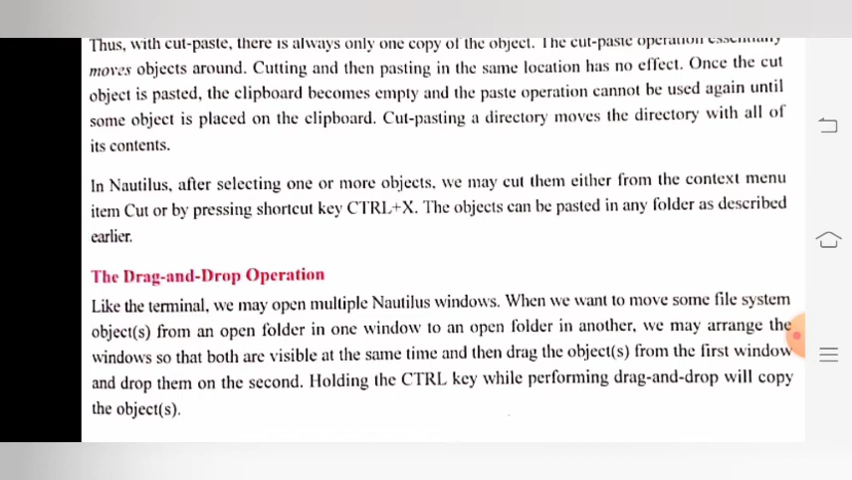 Thus, with cut-paste, there is always only one copy of the object. The cut-paste operation essentially
moves objects around. Cutting and then pasting in the same location has no effect. Once the cut
object is pasted, the clipboard becomes empty and the paste operation cannot be used again until
some object is placed on the clipboard. Cut-pasting a directory moves the directory with all of
its contents.
In Nautilus, after selecting one or more objects, we may cut them either from the context menu
item Cut or by pressing shortcut key CTRL+X. The objects can be pasted in any folder as described
earlier.
The Drag-and-Drop Operation
Like the terminal, we may open multiple Nautilus windows. When we want to move some file system
object(s) from an open folder in one window to an open folder in another, we may arrange the
windows so that both are visible at the same time and then drag the object(s) from the first window
and drop them on the second. Holding the CTRL key while performing drag-and-drop will copy
the object(s).